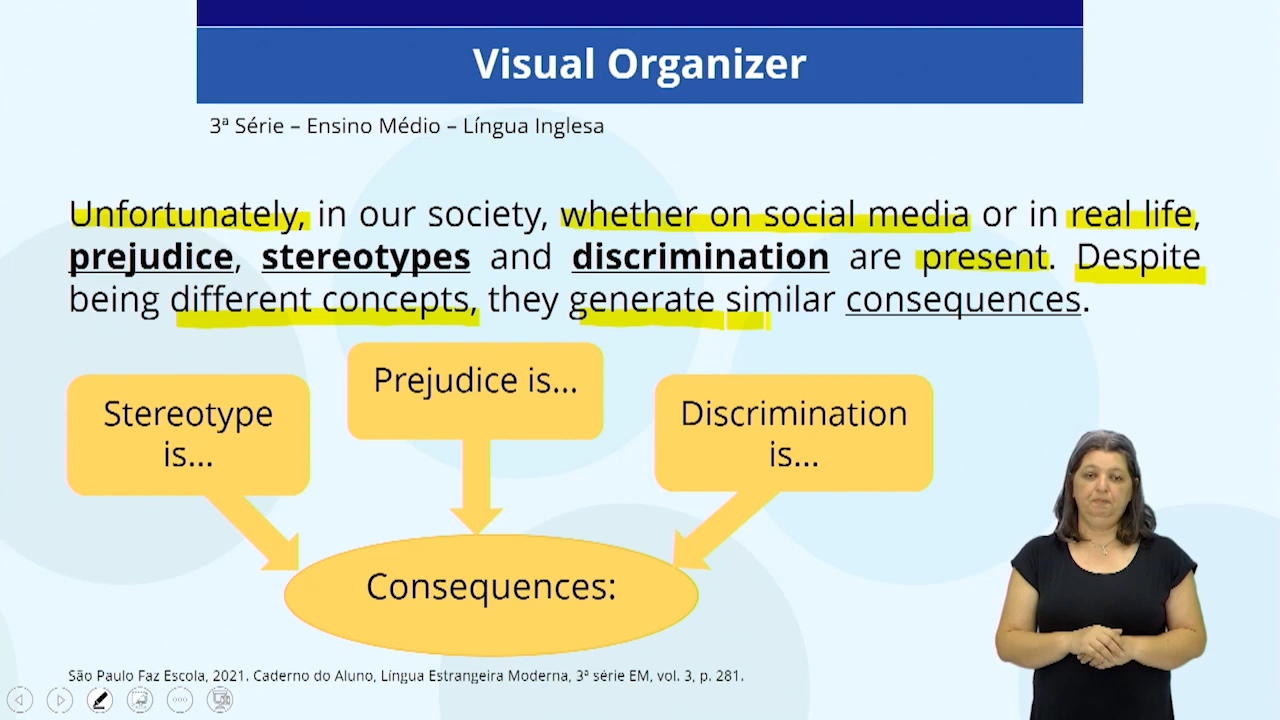 Visual Organizer
3ª Série – Ensino Médio – Língua Inglesa
Unfortunately, in our society, whether on social media or in real life,
prejudice, stereotypes and discrimination are present. Despite
being different concepts, they generate similar consequences.
Prejudice is...
Stereotype
is...
Discrimination
is...
Consequences:
São Paulo Faz Escola, 2021. Caderno do Aluno, Língua Estrangeira Moderna, 3ª série EM, vol. 3, p. 281.